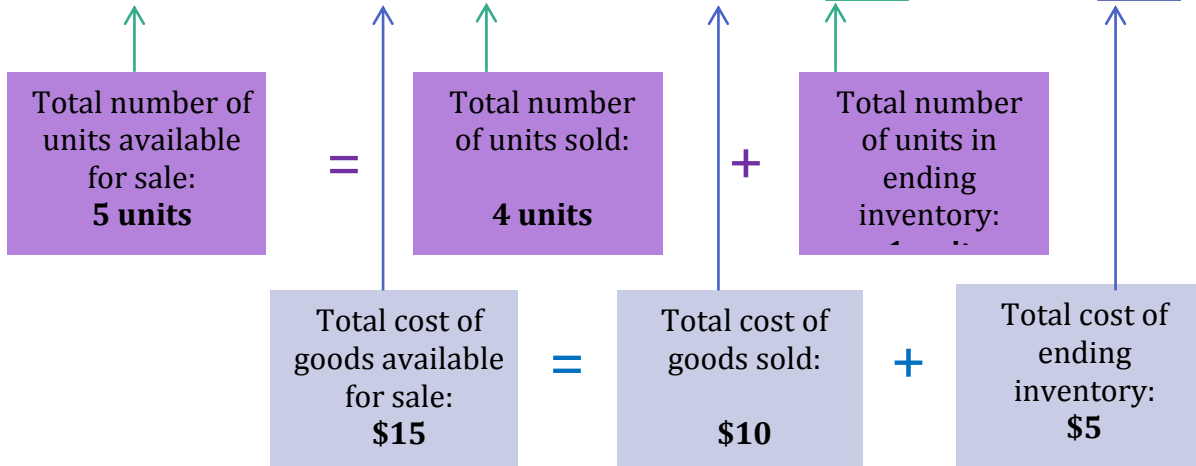 Total number of
units available
for sale:
5 units
=
Total number
of units sold:
4 units
+
Total number
of units in
ending
inventory:
Total cost of
goods available
for sale:
$15
=
Total cost of
goods sold:
$10
+
Total cost of
ending
inventory:
$5